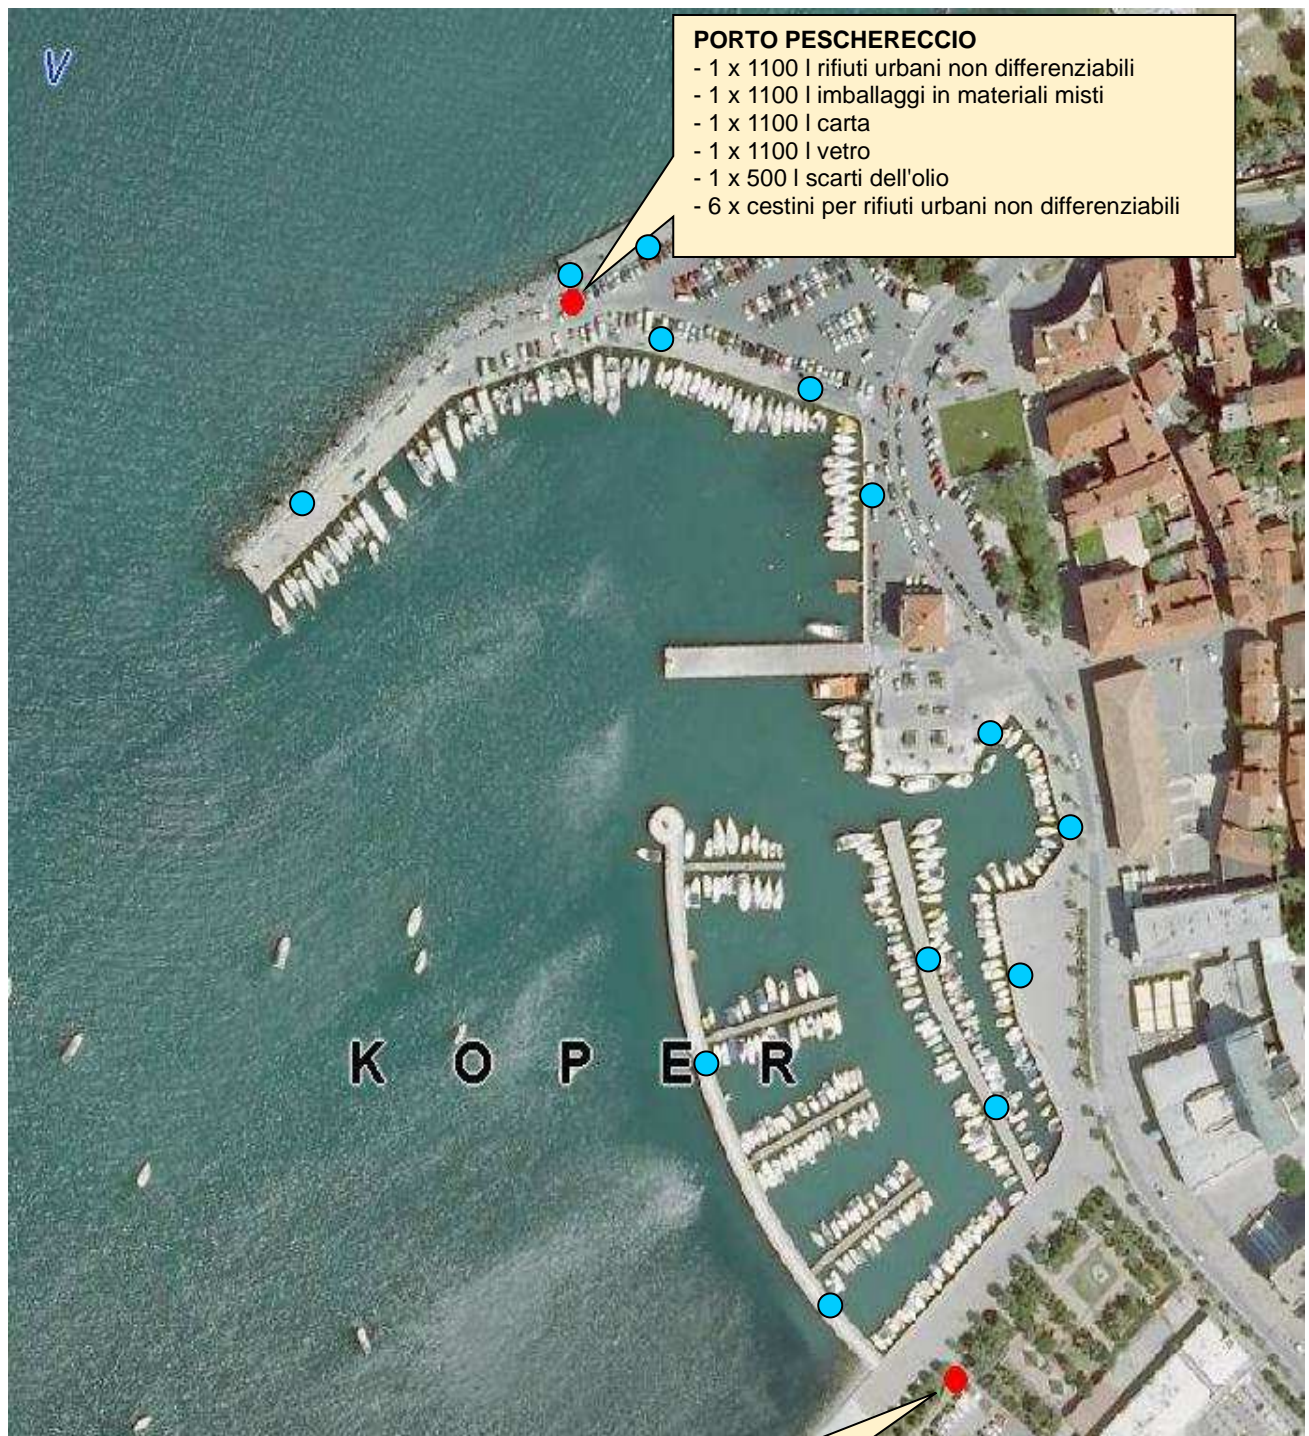 V
PORTO PESCHERECCIO
- 1 x 1100 l rifiuti urbani non differenziabili
- 1 x 1100 l imballaggi in materiali misti
- 1 x 1100 l carta
- 1 x 1100 l vetro
- 1 x 500 l scarti dell'olio
- 6 x cestini per rifiuti urbani non differenziabili
KOPER